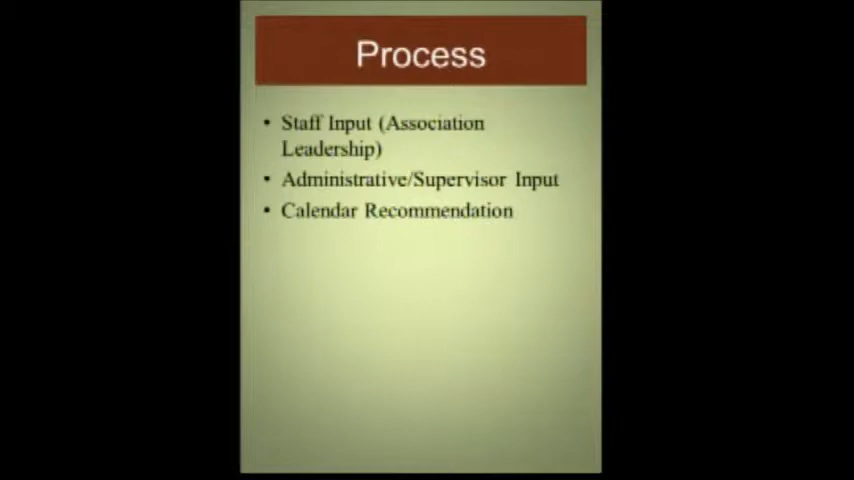 Process
• Staff Input (Association
Leadership)
• Administrative/Supervisor Input
• Calendar Recommendation